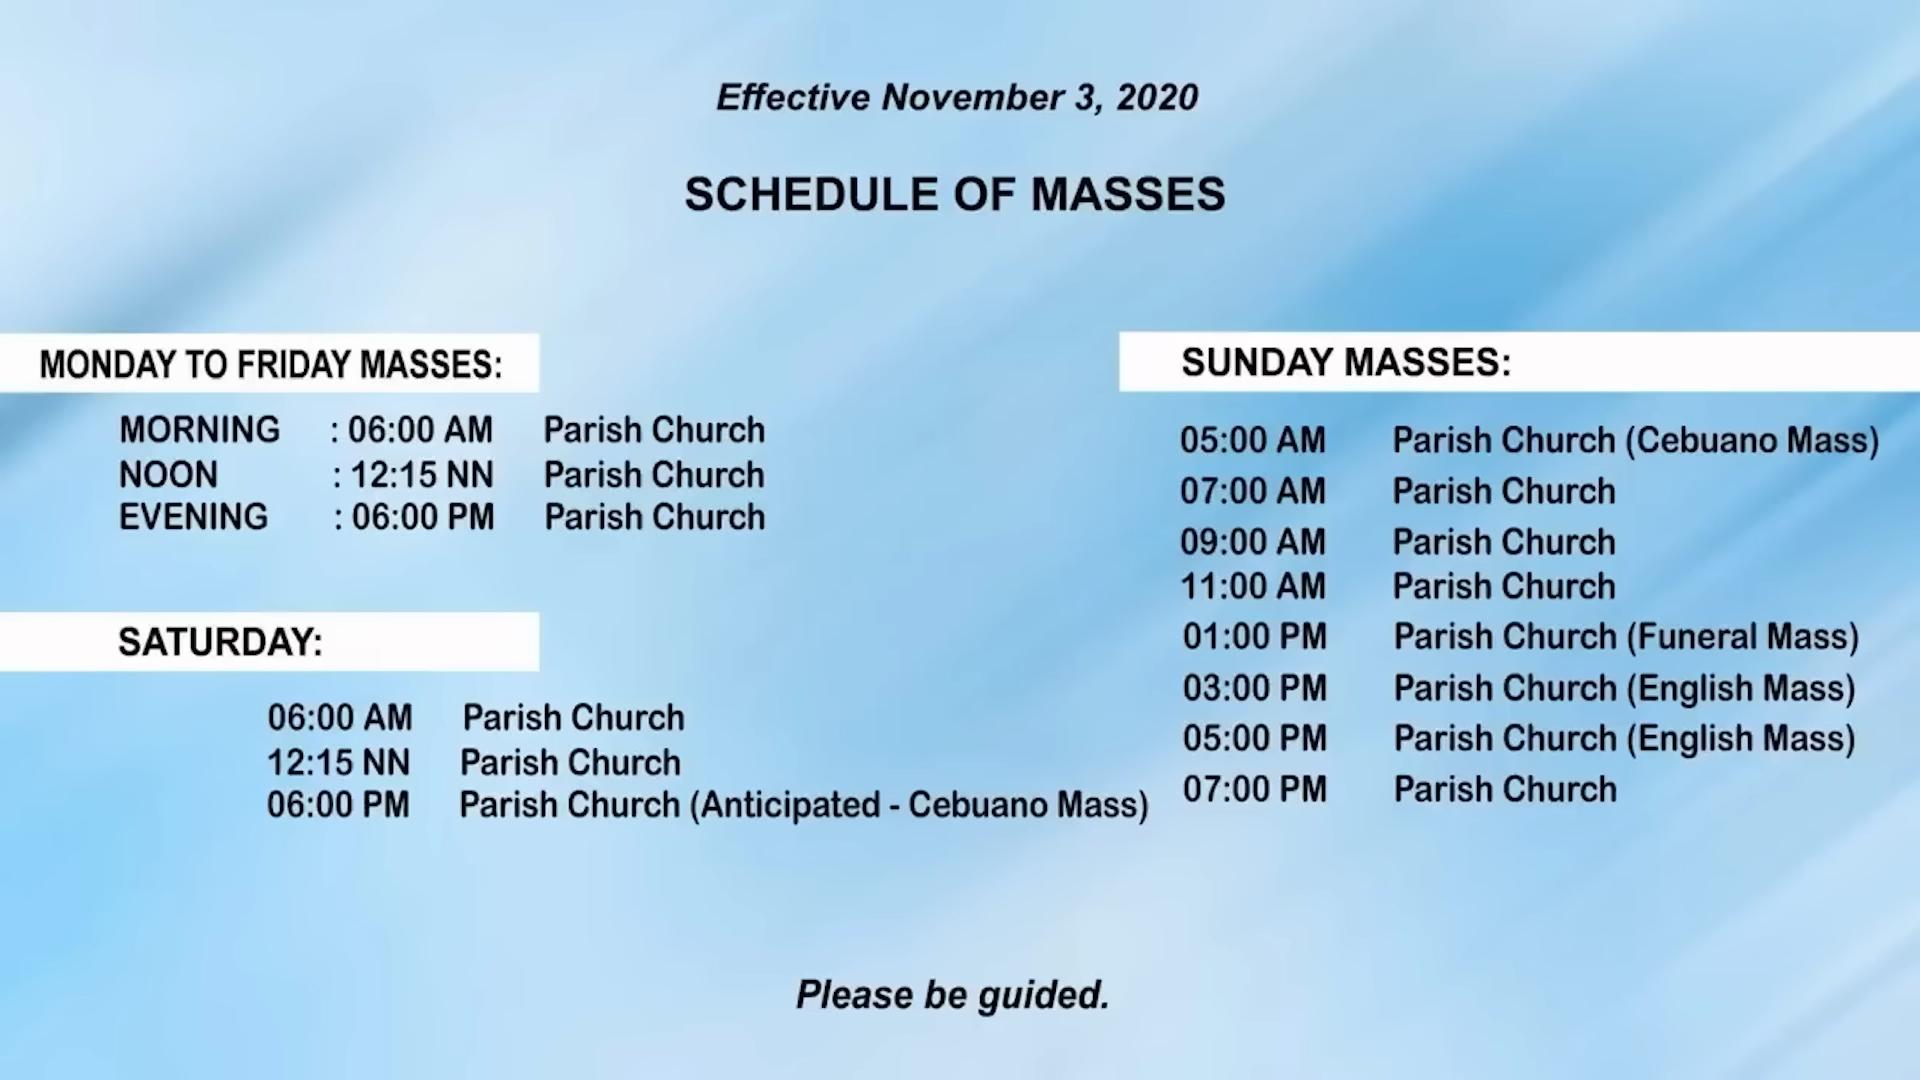 Effective November 3, 2020
SCHEDULE OF MASSES
MONDAY TO FRIDAY MASSES:
MORNING : 06:00 AM Parish Church
NOON : 12:15 NN Parish Church
EVENING : 06:00 PM Parish Church
SATURDAY:
06:00 AM Parish Church
12:15 NN Parish Church
06:00 PM Parish Church (Anticipated - Cebuano Mass)
SUNDAY MASSES:
05:00 AM Parish Church (Cebuano Mass)
07:00 AM Parish Church
09:00 AM Parish Church
11:00 AM Parish Church
01:00 PM Parish Church (Funeral Mass)
03:00 PM Parish Church (English Mass)
05:00 PM Parish Church (English Mass)
07:00 PM Parish Church
Please be guided.